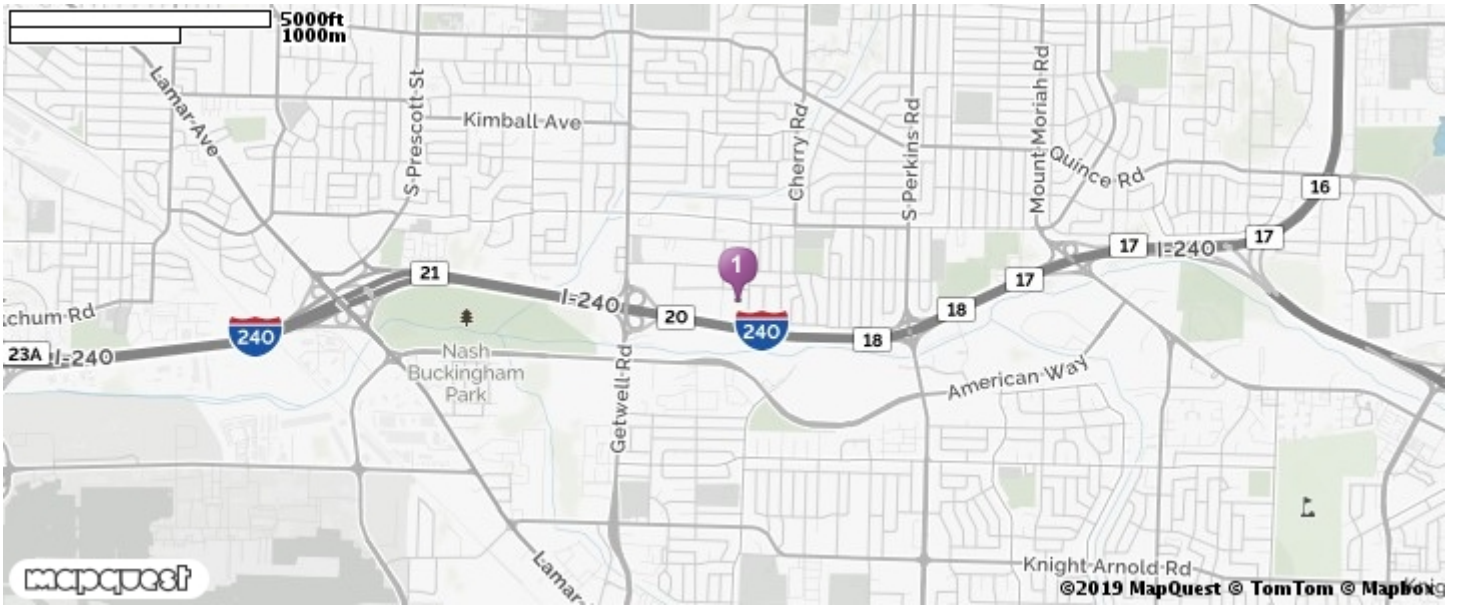 5000ft
1000m
Lamar Ave
S Prescott St
Kimball Ave
Cherry Rd
S Perkins Rd
Mount Moriah Rd
Quince Rd
16
17
I-240
17
1
21
I-240
20
240
18
18
17
240
23A
I-240
Nash
Buckingham
Park
Getwell Rd
American Way
Lamar
Knight Arnold Rd
mapquest
©2019 MapQuest © TomTom © Mapbox